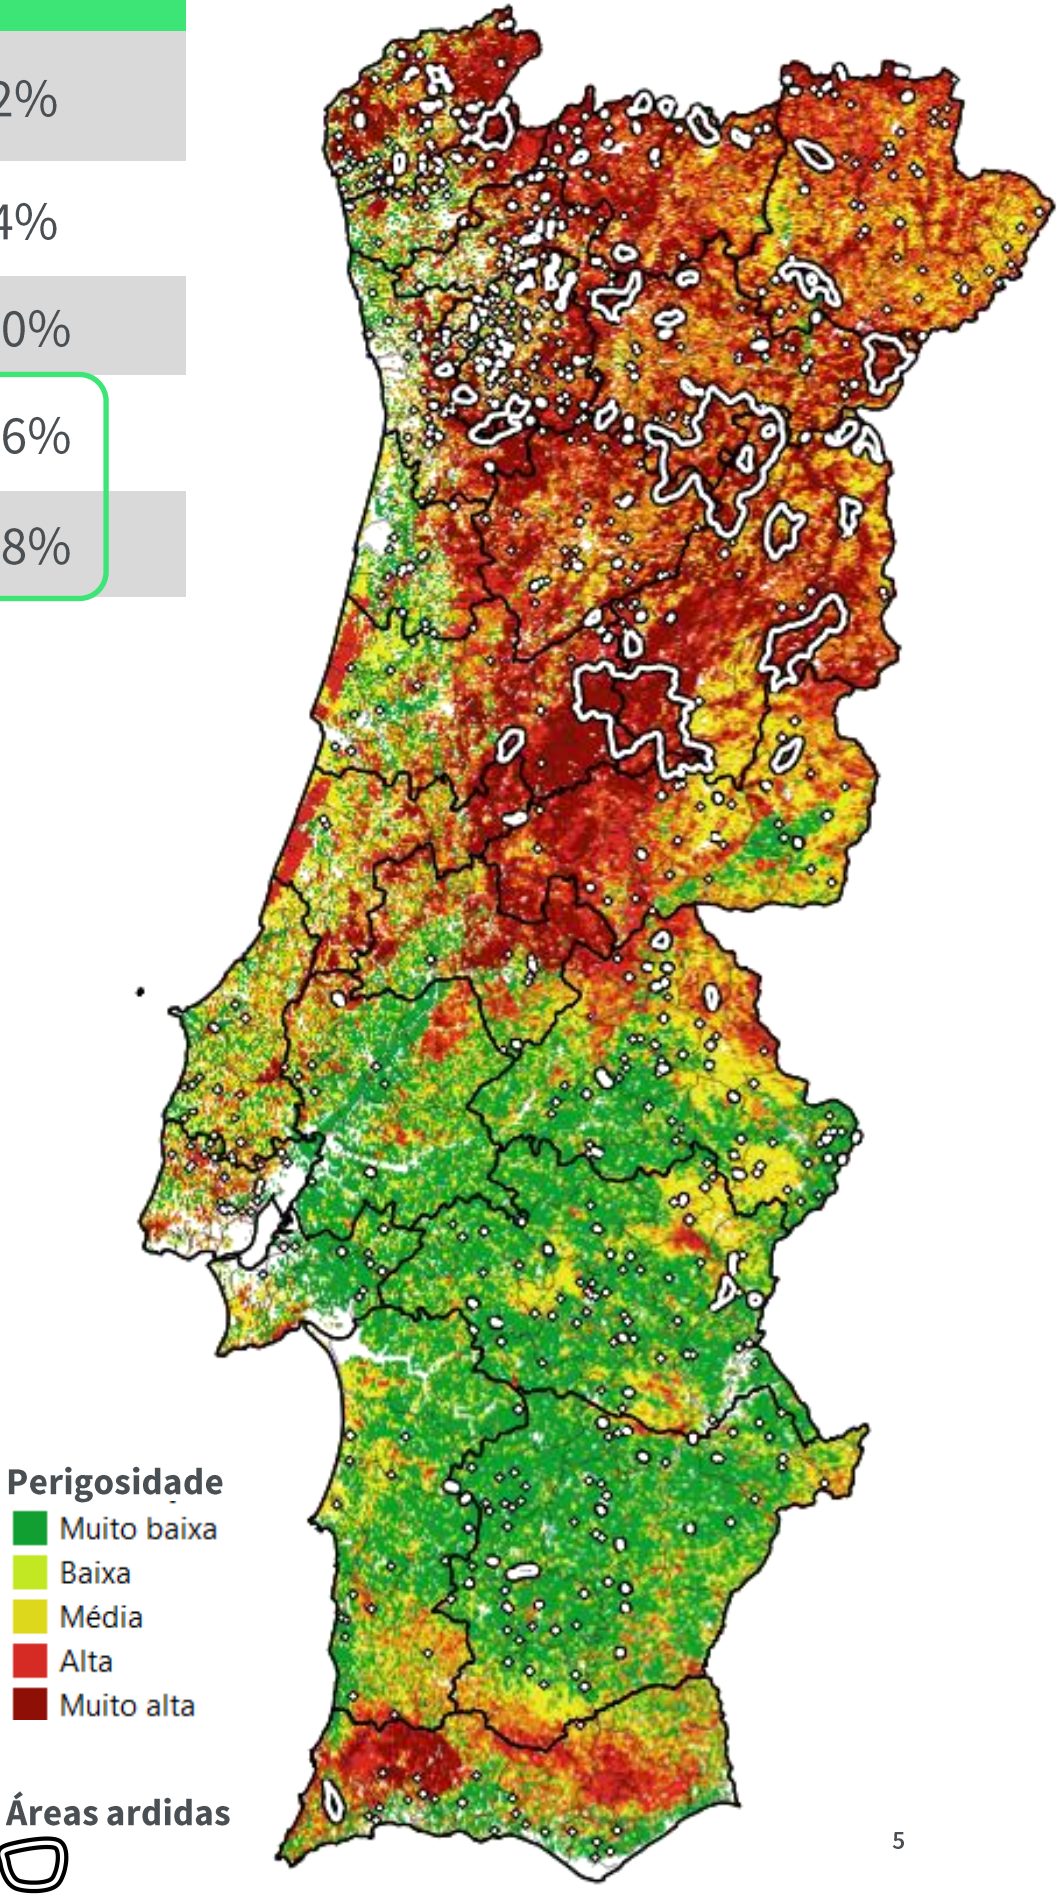 2%
4%
0%
6%
8%
Perigosidade
Muito baixa
Baixa
Média
Alta
Muito alta
Áreas ardidas
5